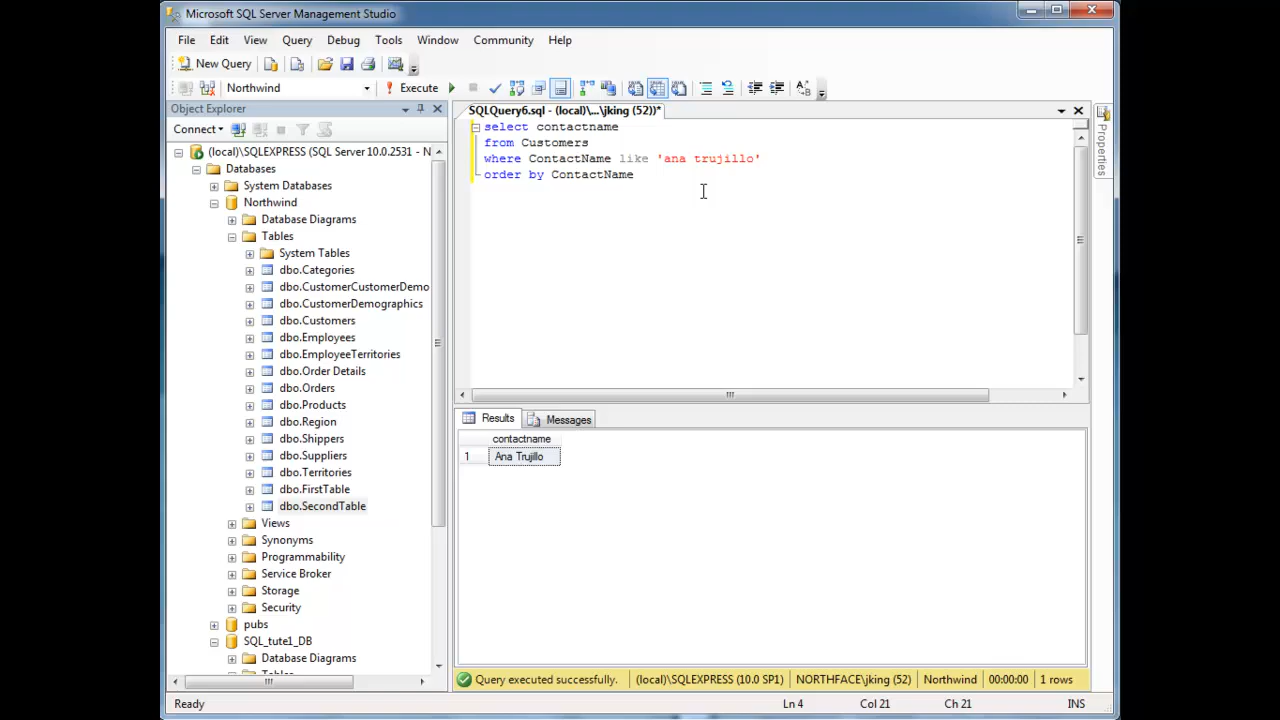 Microsoft SQL Server Management Studio
File Edit View Query Debug Tools Window Community Help
New Query
Northwind Execute
Object Explorer
SQLQuery6.sql - (local)\...\jking (52))*
Connect
Properties
select contactname
from Customers
where ContactName like 'ana trujillo'
order by ContactName
(local)\SQLEXPRESS (SQL Server 10.0.2531 - N
Databases
System Databases
Northwind
Database Diagrams
Tables
System Tables
dbo.Categories
dbo.CustomerCustomerDemo
dbo.CustomerDemographics
dbo.Customers
dbo.Employees
dbo.EmployeeTerritories
dbo.Order Details
dbo.Orders
dbo.Products
dbo.Region
dbo.Shippers
dbo.Suppliers
dbo.Territories
dbo.FirstTable
dbo.SecondTable
Views
Synonyms
Programmability
Service Broker
Storage
Security
pubs
SQL_tute1_DB
Database Diagrams
Results Messages
contactname
1 Ana Trujillo
Query executed successfully. (local)\SQLEXPRESS (10.0 SP1) NORTHFACE\jking (52) Northwind 00:00:00 1 rows
Ready Ln 4 Col 21 Ch 21 INS